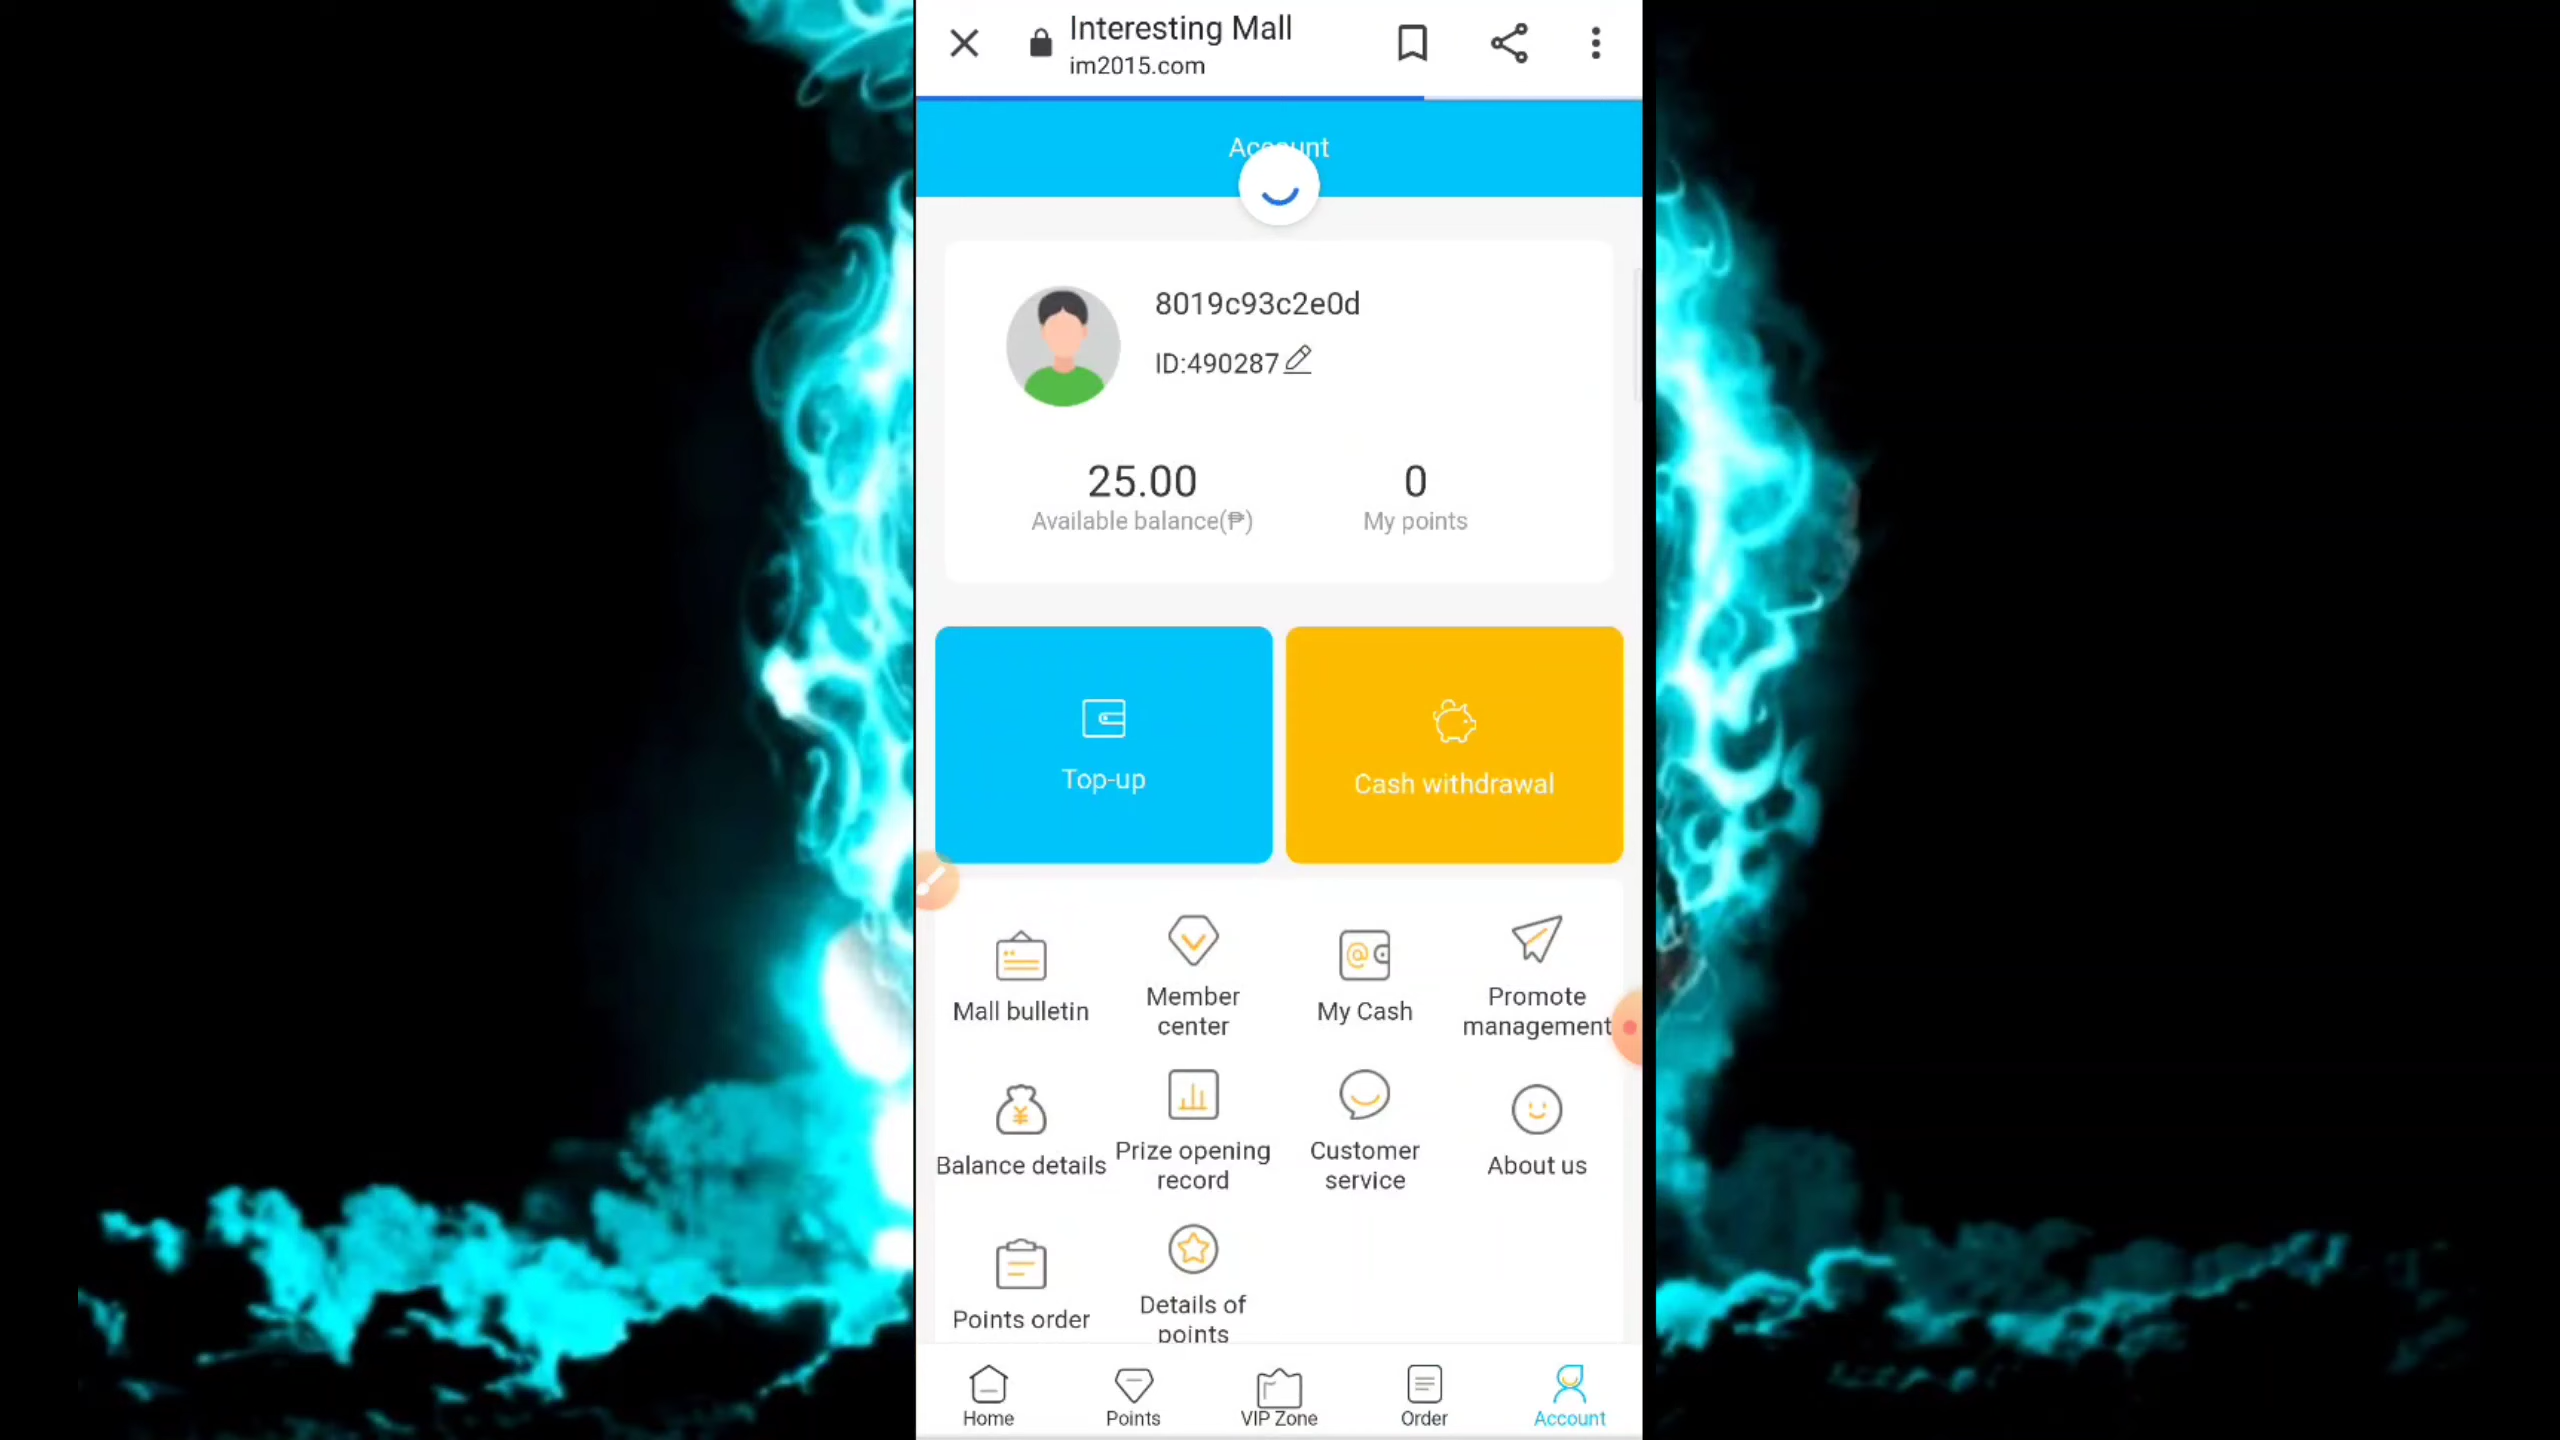 Interesting Mall
im2015.com
Account
8019c93c2e0d
ID:490287
25.00
0
Available balance(₱)
My points
Top-up
Cash withdrawal
Mall bulletin
Member
center
My Cash
Promote
management
Balance details
Prize opening
record
Customer
service
About us
Points order
Details of
points
Home
Points
VIP Zone
Order
Account